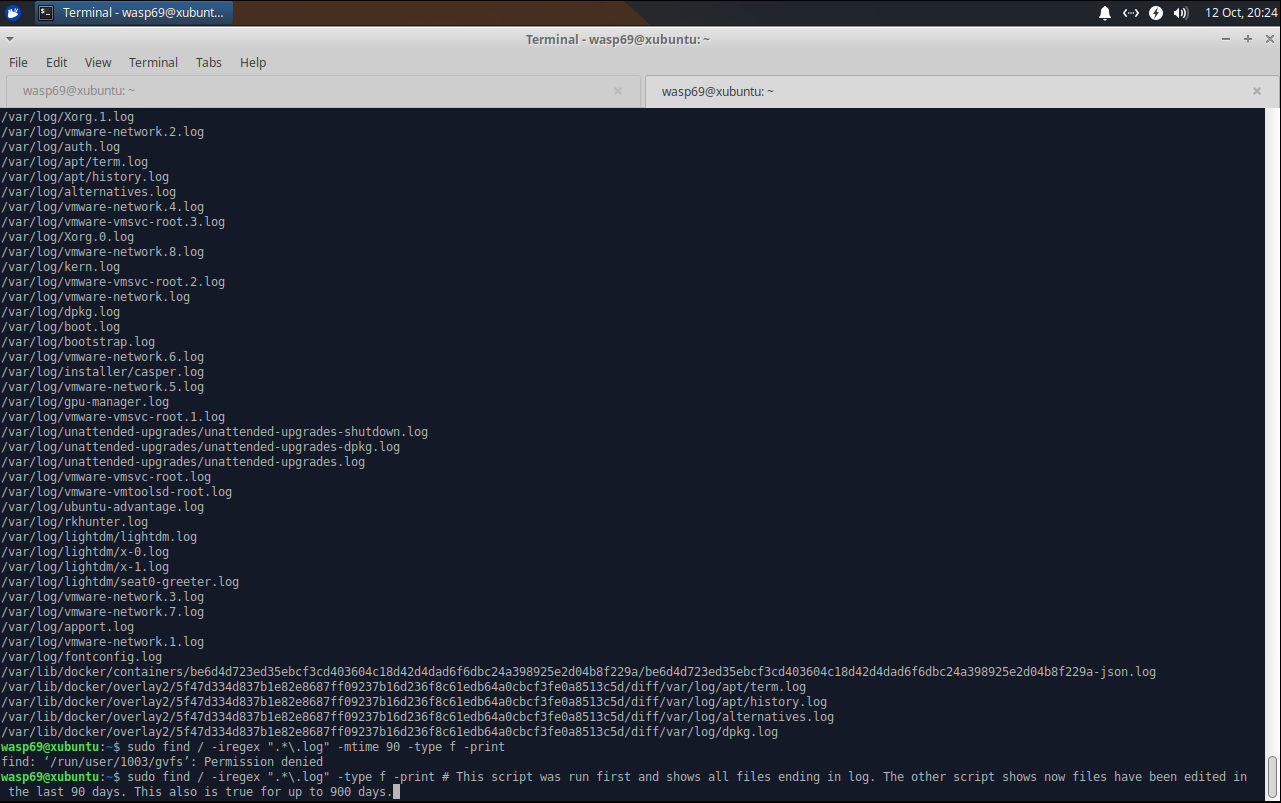 Terminal - wasp69@xubunt...
12 Oct, 20:24
Terminal - wasp69@xubuntu: ~
File Edit View Terminal Tabs Help
wasp69@xubuntu: ~
wasp69@xubuntu: ~
/var/log/Xorg.1.log
/var/log/vmware-network.2.log
/var/log/auth.log
/var/log/apt/term.log
/var/log/apt/history.log
/var/log/alternatives.log
/var/log/vmware-network.4.log
/var/log/vmware-vmsvc-root.3.log
/var/log/Xorg.0.log
/var/log/vmware-network.8.log
/var/log/kern.log
/var/log/vmware-vmsvc-root.2.log
/var/log/vmware-network.log
/var/log/dpkg.log
/var/log/boot.log
/var/log/bootstrap.log
/var/log/vmware-network.6.log
/var/log/installer/casper.log
/var/log/vmware-network.5.log
/var/log/gpu-manager.log
/var/log/vmware-vmsvc-root.1.log
/var/log/unattended-upgrades/unattended-upgrades-shutdown.log
/var/log/unattended-upgrades/unattended-upgrades-dpkg.log
/var/log/unattended-upgrades/unattended-upgrades.log
/var/log/vmware-vmsvc-root.log
/var/log/vmware-vmtoolsd-root.log
/var/log/ubuntu-advantage.log
/var/log/rkhunter.log
/var/log/lightdm/lightdm.log
/var/log/lightdm/x-0.log
/var/log/lightdm/x-1.log
/var/log/lightdm/seat0-greeter.log
/var/log/vmware-network.3.log
/var/log/vmware-network.7.log
/var/log/apport.log
/var/log/vmware-network.1.log
/var/log/fontconfig.log
/var/lib/docker/containers/be6d4d723ed35ebcf3cd403604c18d42d4dad6f6dbc24a398925e2d04b8f229a/be6d4d723ed35ebcf3cd403604c18d42d4dad6f6dbc24a398925e2d04b8f229a-json.log
/var/lib/docker/overlay2/5f47d334d837b1e82e8687ff09237b16d236f8c61edb64a0cbcf3fe0a8513c5d/diff/var/log/apt/term.log
/var/lib/docker/overlay2/5f47d334d837b1e82e8687ff09237b16d236f8c61edb64a0cbcf3fe0a8513c5d/diff/var/log/apt/history.log
/var/lib/docker/overlay2/5f47d334d837b1e82e8687ff09237b16d236f8c61edb64a0cbcf3fe0a8513c5d/diff/var/log/alternatives.log
/var/lib/docker/overlay2/5f47d334d837b1e82e8687ff09237b16d236f8c61edb64a0cbcf3fe0a8513c5d/diff/var/log/dpkg.log
wasp69@xubuntu:~$ sudo find / -iregex ".*\.log" -mtime 90 -type f -print
find: ‘/run/user/1003/gvfs’: Permission denied
wasp69@xubuntu:~$ sudo find / -iregex ".*\.log" -type f -print # This script was run first and shows all files ending in log. The other script shows now files have been edited in
the last 90 days. This also is true for up to 900 days.